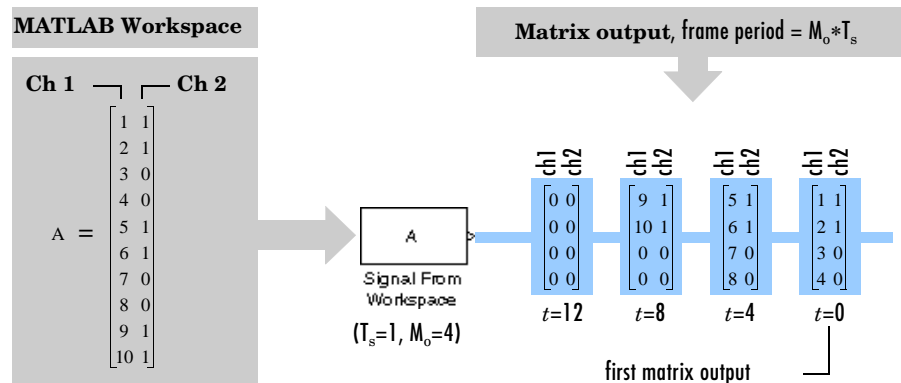 MATLAB Workspace
Matrix output, frame period = Mₒ*Tₛ
Ch 1
Ch 2
A =
1 1
2 1
3 0
4 0
5 1
6 1
7 0
8 0
9 1
10 1
A
Signal From
Workspace
(Tₛ=1, Mₒ=4)
ch1 ch2
0 0
0 0
0 0
0 0
t=12
ch1 ch2
9 1
10 1
0 0
0 0
t=8
ch1 ch2
5 1
6 1
7 0
8 0
t=4
ch1 ch2
1 1
2 1
3 0
4 0
t=0
first matrix output